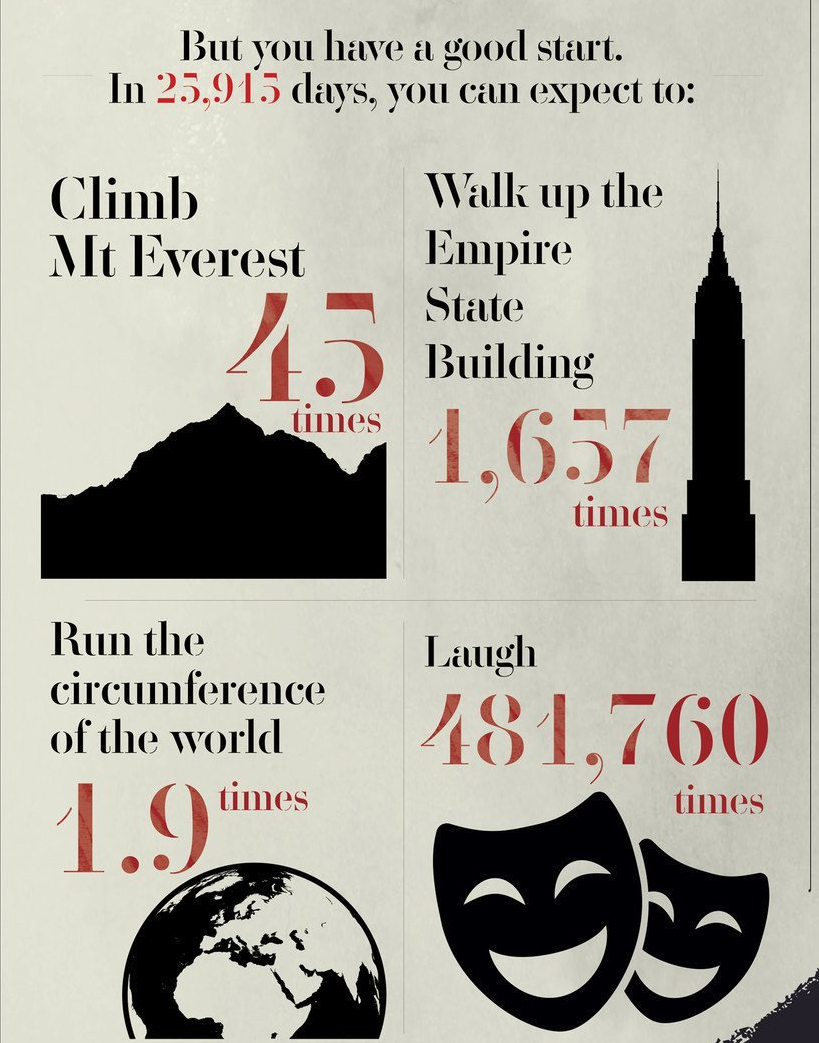 But you have a good start.
In 25,915 days, you can expect to:
Climb
Mt Everest
45
times
Walk up the
Empire
State
Building
1,657
times
Run the
circumference
of the world
1.9 times
Laugh
481,760
times